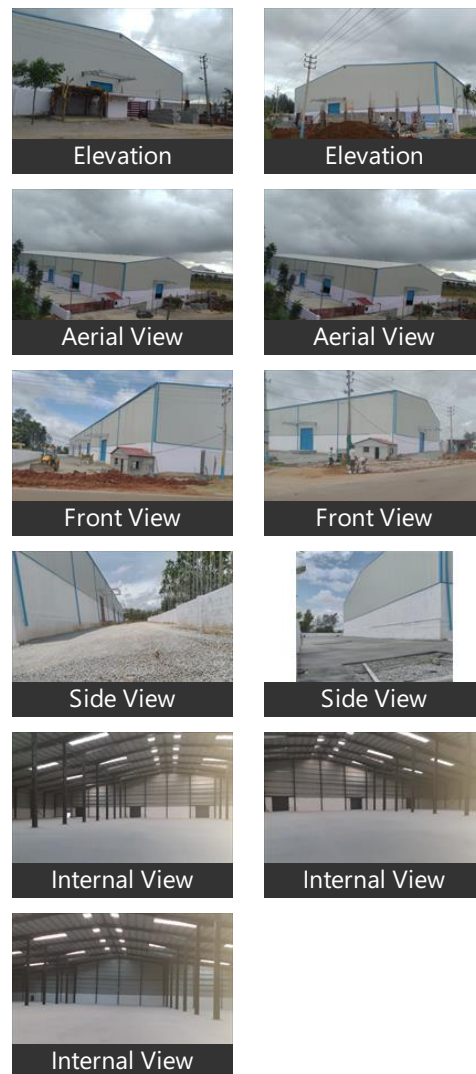 Elevation
Elevation
Aerial View
Aerial View
Front View
Front View
Side View
Side View
Internal View
Internal View
Internal View